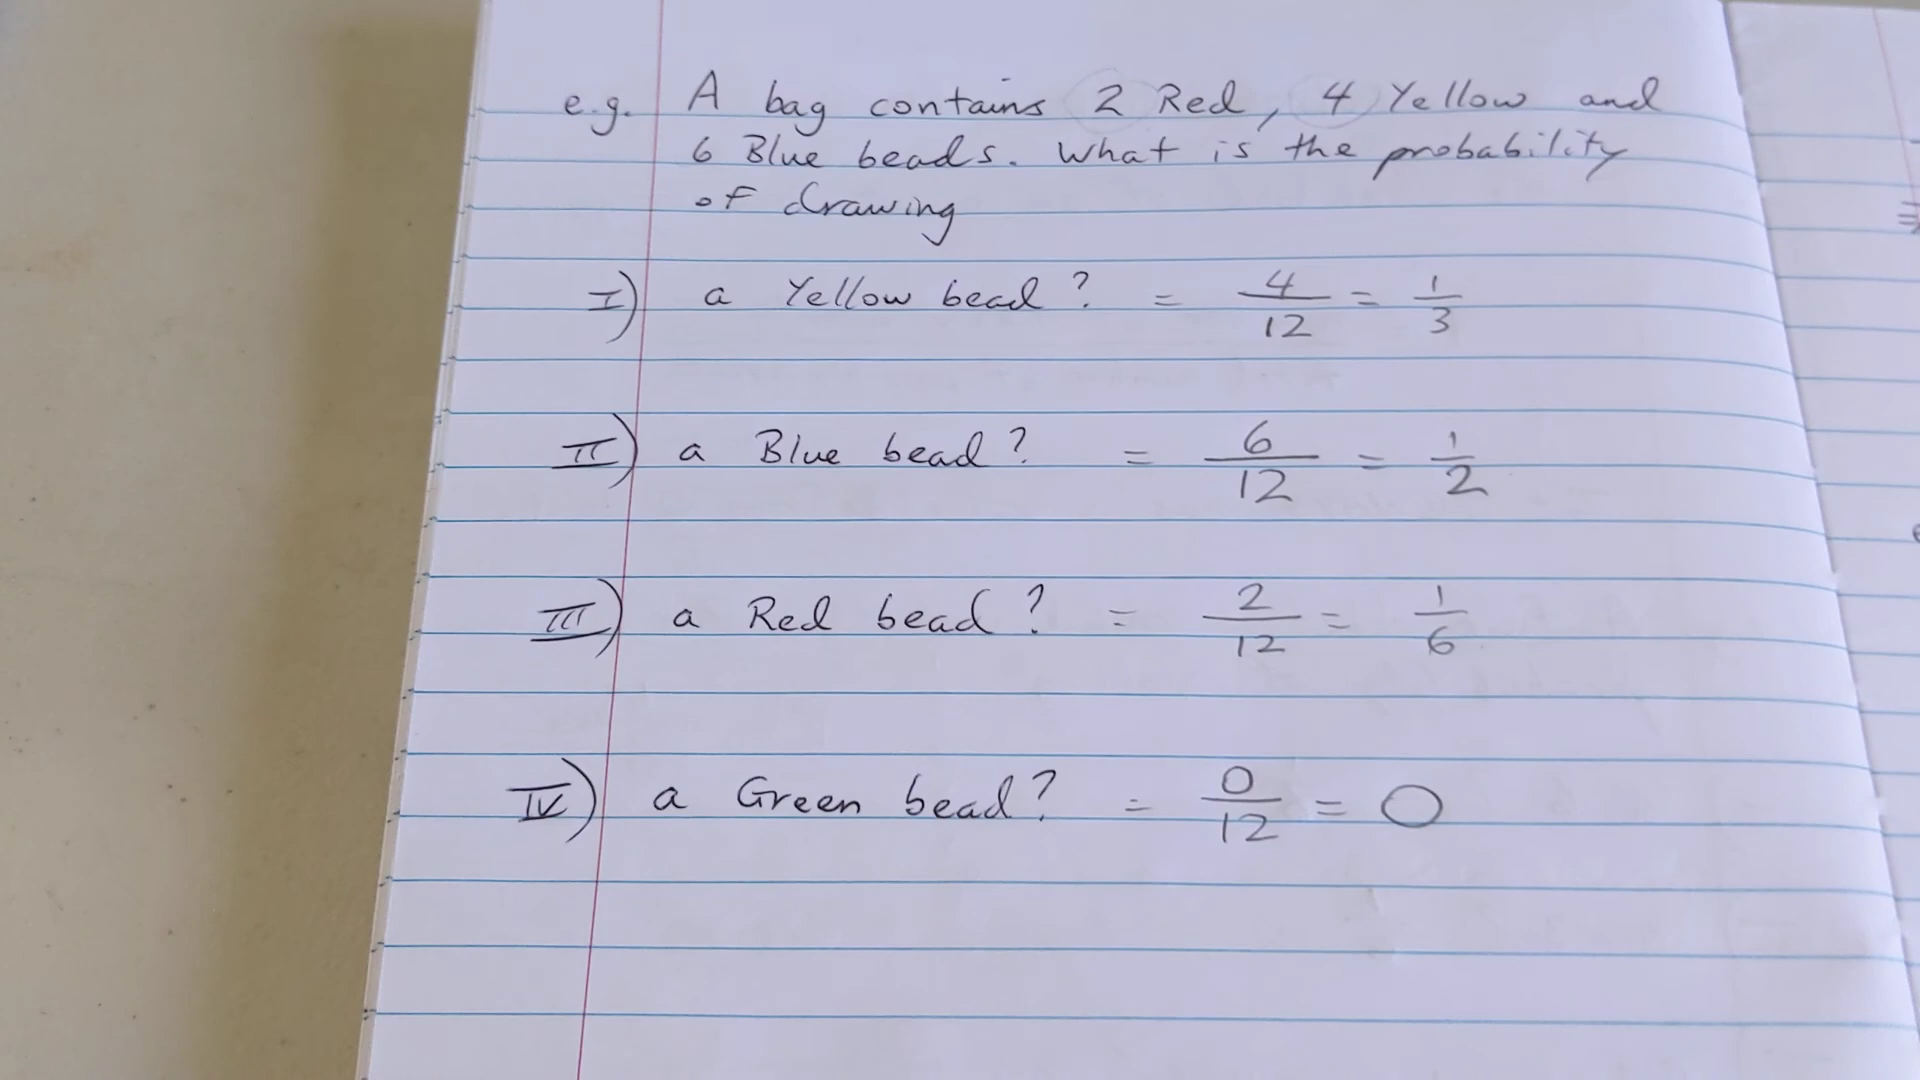 e.g. A bag contains 2 Red, 4 Yellow and
6 Blue beads. What is the probability
of drawing
I) a Yellow bead? = 4/12 = 1/3
II) a Blue bead? = 6/12 = 1/2
III) a Red bead? = 2/12 = 1/6
IV) a Green bead? = 0/12 = 0